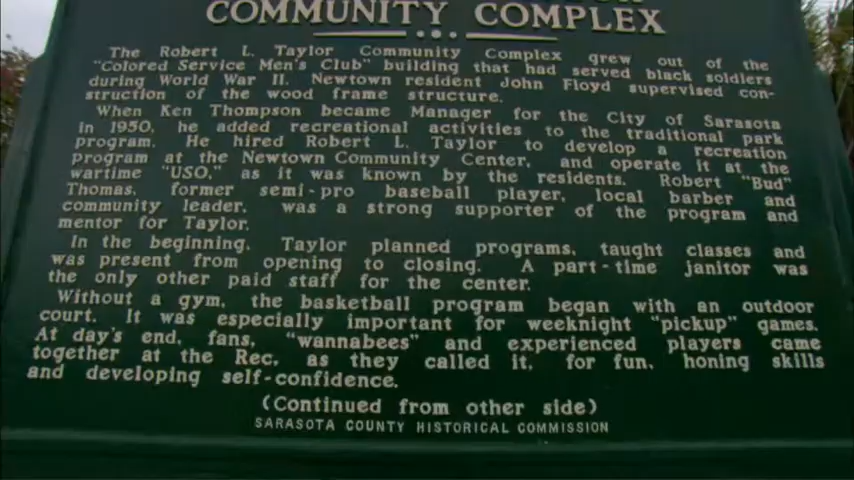 COMMUNITY COMPLEX
The Robert L. Taylor Community Complex grew out of the
"Colored Service Men's Club" building that had served black soldiers
during World War II. Newtown resident John Floyd supervised con-
struction of the wood frame structure.
When Ken Thompson became Manager for the City of Sarasota
in 1950, he added recreational activities to the traditional park
program. He hired Robert L. Taylor to develop a recreation
program at the Newtown Community Center, and operate it at the
wartime "USO," as it was known by the residents. Robert "Bud"
Thomas, former semi-pro baseball player, local barber and
community leader, was a strong supporter of the program and
mentor for Taylor.
In the beginning, Taylor planned programs, taught classes and
was present from opening to closing. A part-time janitor was
the only other paid staff for the center.
Without a gym, the basketball program began with an outdoor
court. It was especially important for weeknight "pickup" games.
At day's end, fans, "wannabees" and experienced players came
together at the Rec, as they called it, for fun, honing skills
and developing self-confidence.
(Continued from other side)
SARASOTA COUNTY HISTORICAL COMMISSION